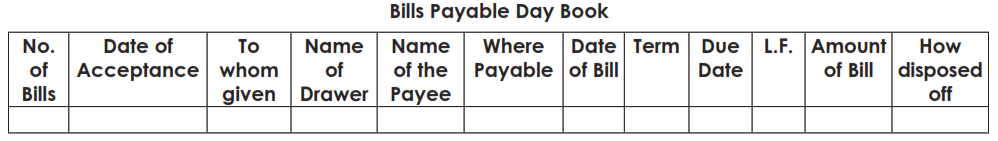 Bills Payable Day Book
No. of Bills | Date of Acceptance | To whom given | Name of Drawer | Name of the Payee | Where Payable | Date of Bill | Term | Due Date | L.F. | Amount of Bill | How disposed off